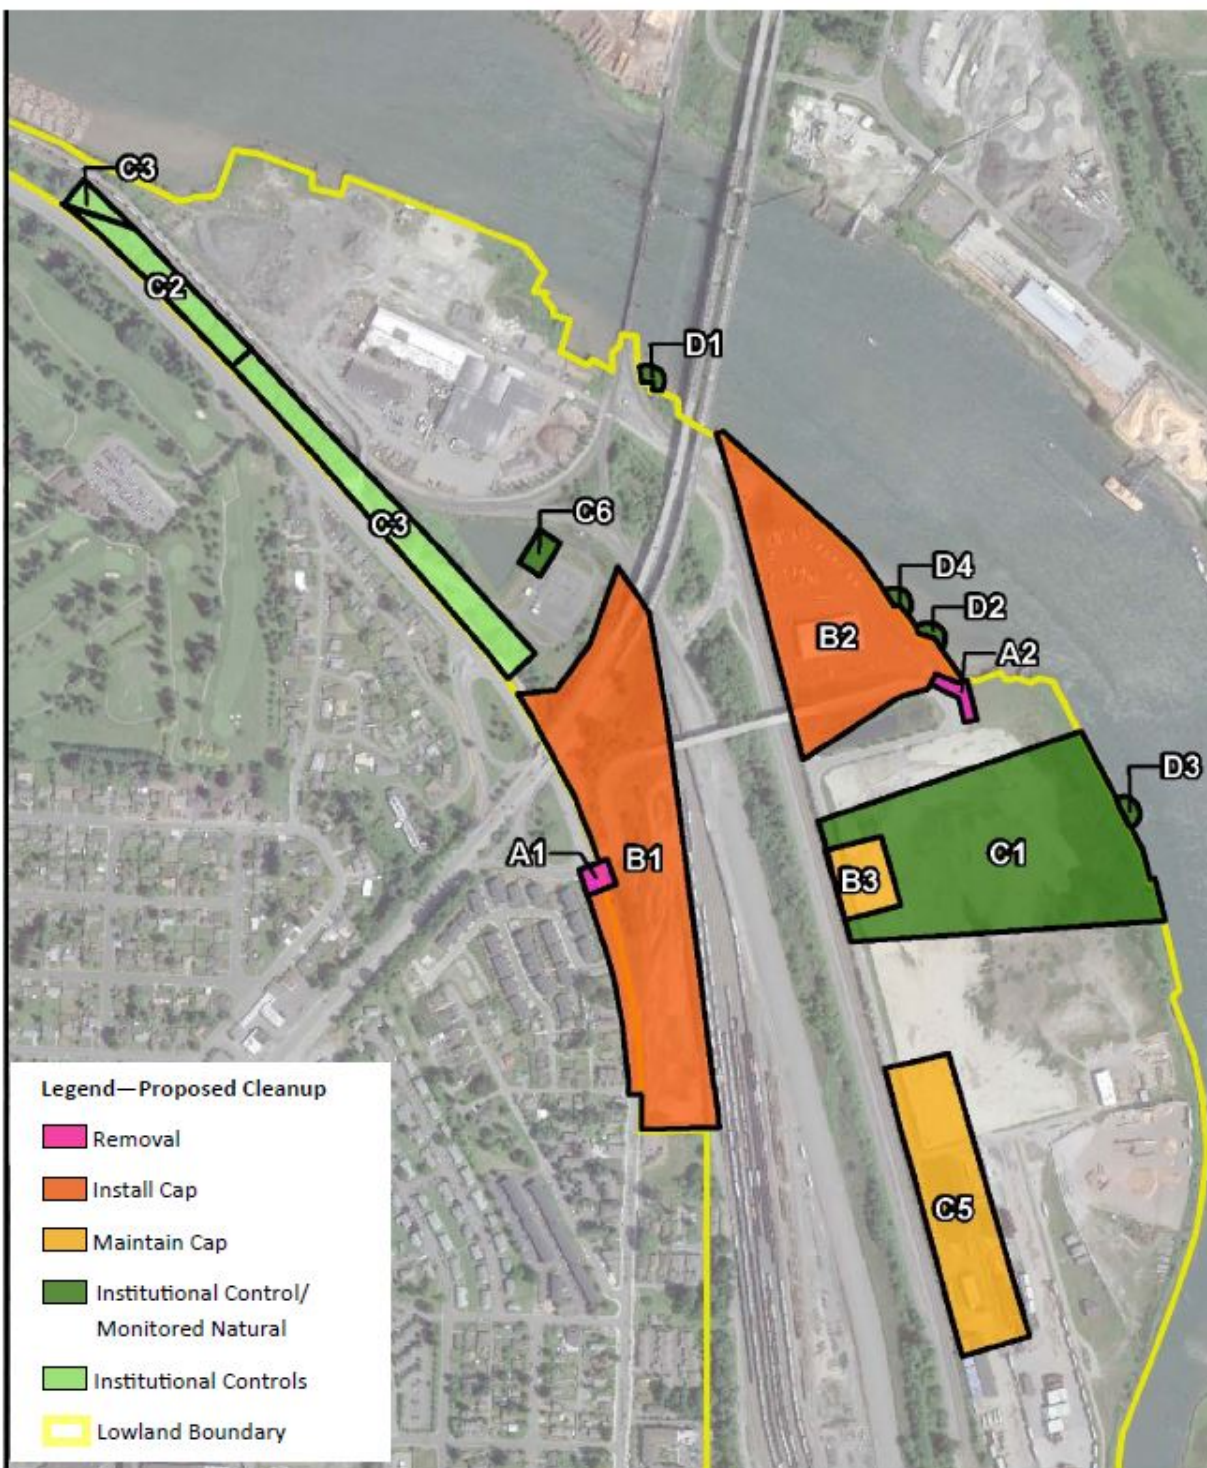 C3
C2
D1
C3
C6
D4
D2
B2
A2
D3
A1
B1
C1
B3
C5
Legend—Proposed Cleanup
Removal
Install Cap
Maintain Cap
Institutional Control/
Monitored Natural
Institutional Controls
Lowland Boundary